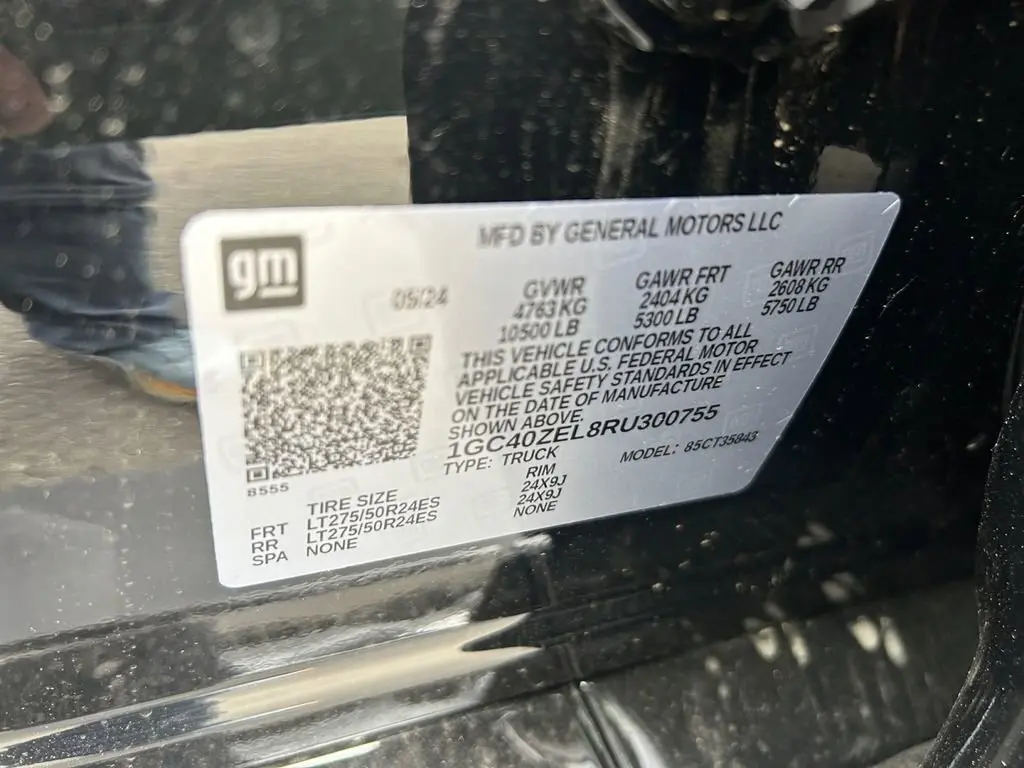 gm
MFD BY GENERAL MOTORS LLC
05/24
GVWR GAWR FRT GAWR RR
4763 KG 2404 KG 2608 KG
10500 LB 5300 LB 5750 LB
THIS VEHICLE CONFORMS TO ALL
APPLICABLE U.S. FEDERAL MOTOR
VEHICLE SAFETY STANDARDS IN EFFECT
ON THE DATE OF MANUFACTURE
SHOWN ABOVE.
1GC40ZEL8RU300755
TYPE: TRUCK MODEL: 85CT35843
8555
TIRE SIZE RIM
FRT LT275/50R24ES 24X9J
RR LT275/50R24ES 24X9J
SPA NONE NONE